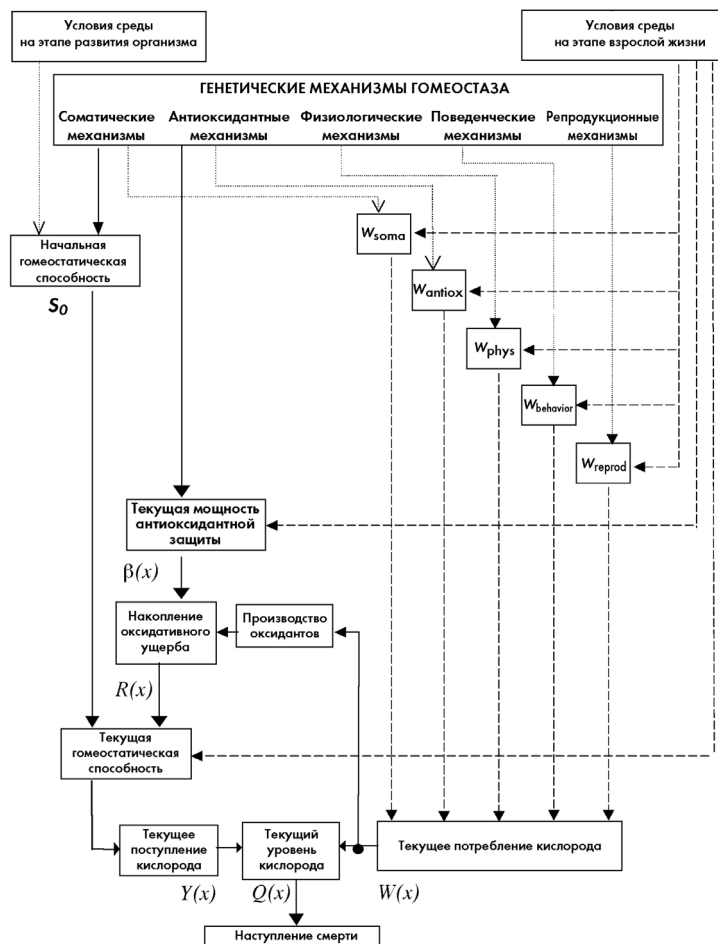 Условия среды
на этапе развития организма
Условия среды
на этапе взрослой жизни
ГЕНЕТИЧЕСКИЕ МЕХАНИЗМЫ ГОМЕОСТАЗА
Соматические
механизмы
Антиоксидантные
механизмы
Физиологические
механизмы
Поведенческие
механизмы
Репродукционные
механизмы
Начальная
гомеостатическая
способность
S0
Wsoma
Wantiox
Wphys
Wbehavior
Wreprod
Текущая мощность
антиоксидантной
защиты
β(x)
Накопление
оксидативного
ущерба
Производство
оксидантов
R(x)
Текущая
гомеостатическая
способность
Текущее
поступление
кислорода
Текущий
уровень
кислорода
Текущее потребление кислорода
Y(x)
Q(x)
W(x)
Наступление смерти